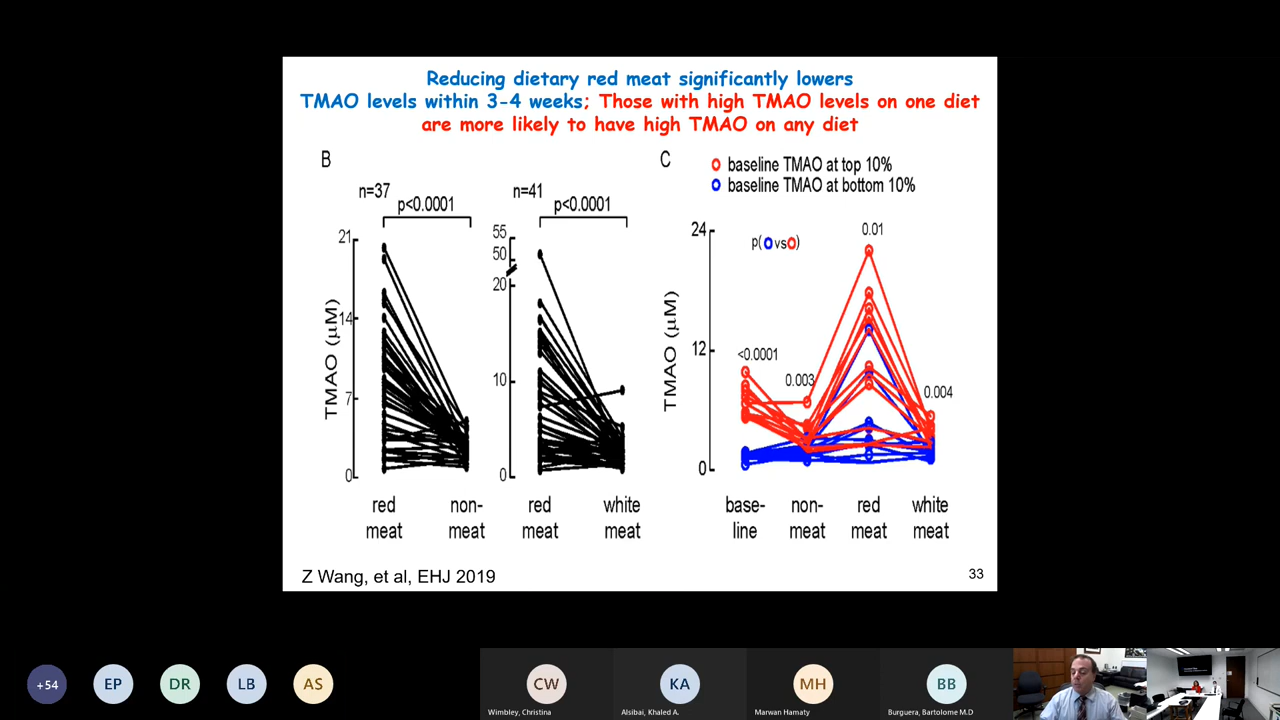 Reducing dietary red meat significantly lowers
TMAO levels within 3-4 weeks; Those with high TMAO levels on one diet
are more likely to have high TMAO on any diet
B
n=37
p<0.0001
n=41
p<0.0001
TMAO (μM)
21
14
7
0
55
50
20
10
0
red
meat
non-
meat
red
meat
white
meat
C
baseline TMAO at top 10%
baseline TMAO at bottom 10%
p( vs )
TMAO (μM)
24
12
0
<0.0001
0.003
0.01
0.004
base-
line
non-
meat
red
meat
white
meat
Z Wang, et al, EHJ 2019
33
+54
EP
DR
LB
AS
CW
Wimbley, Christina
KA
Alsibai, Khaled A.
MH
Marwan Hamaty
BB
Burguera, Bartolome M.D